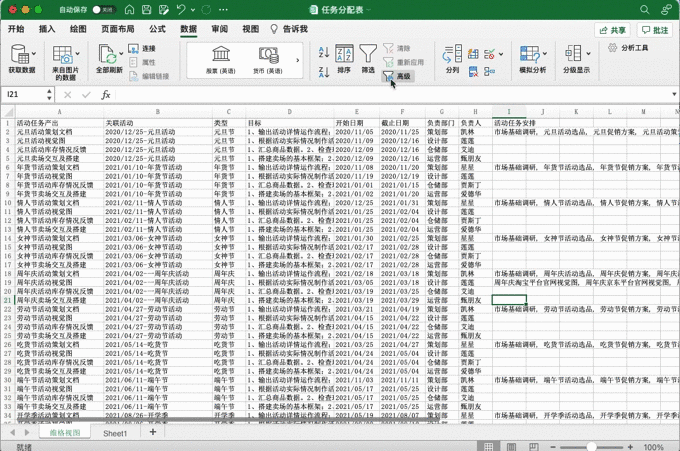 自动保存 关闭 任务分配表
开始 插入 绘图 页面布局 公式 数据 审阅 视图 告诉我 共享 批注
获取数据 来自图片的数据 全部刷新 连接 属性 编辑链接 股票 (英语) 货币 (英语) 排序 筛选 清除 重新应用 高级 分列 模拟分析 分级显示 分析工具
I21 fx
A B C D E F G H I J K L M N
1 活动任务产出 关联活动 类型 目标 开始日期 截止日期 负责部门 负责人 活动任务安排
2 元旦活动策划文档 2020/12/25-元旦活动 元旦节 1、输出活动详情运作流程; 2020/11/05 2020/11/25 策划部 凯林 市场基础调研, 元旦活动选品, 元旦促销方案, 元旦活动策
3 元旦活动视觉图 2020/12/25-元旦活动 元旦节 1、根据活动实际情况制作活 2020/11/09 2020/12/16 设计部 莲莲
4 元旦活动库存情况反馈 2020/12/25-元旦活动 元旦节 1、汇总商品数据。2、检查 2020/11/09 2020/12/16 仓储部 文迪
5 元旦卖场交互及搭建 2020/12/25-元旦活动 元旦节 1、搭建卖场的基本框架; 2 2020/11/09 2020/12/16 运营部 甄朋友
6 年货节活动策划文档 2021/01/10-年货节活动 年货节 1、输出活动详情运作流程; 2020/11/08 2020/11/20 策划部 星星 市场基础调研, 年货节活动选品, 年货节促销方案, 年货节
7 年货节活动视觉图 2021/01/10-年货节活动 年货节 1、根据活动实际情况制作活 2020/11/19 2020/12/19 设计部 莲莲
8 年货节活动库存情况反馈 2021/01/10-年货节活动 年货节 1、汇总商品数据。2、检查 2021/01/01 2021/01/15 仓储部 贾斯丁
9 年货节卖场交互及搭建 2021/01/10-年货节活动 年货节 1、搭建卖场的基本框架; 2 2021/01/02 2021/01/20 运营部 爱德华
10 情人节活动策划文档 2021/02/11-情人节活动 情人节 1、输出活动详情运作流程; 2020/12/25 2020/01/31 策划部 星星 市场基础调研, 情人节活动选品, 情人节促销方案, 情人节
11 情人节活动视觉图 2021/02/11-情人节活动 情人节 1、根据活动实际情况制作活 2021/01/25 2021/02/04 设计部 莲莲
12 情人节活动库存情况反馈 2021/02/11-情人节活动 情人节 1、汇总商品数据。2、检查 2021/01/25 2021/02/04 仓储部 贾斯丁
13 情人节卖场交互及搭建 2021/02/11-情人节活动 情人节 1、搭建卖场的基本框架; 2 2021/01/25 2021/02/04 运营部 爱德华
14 女神节活动策划文档 2021/03/06-女神节活动 女神节 1、输出活动详情运作流程; 2021/01/30 2021/02/25 策划部 星星 市场基础调研, 女神节活动选品, 女神节促销方案, 女神节
15 女神节活动视觉图 2021/03/06-女神节活动 女神节 1、根据活动实际情况制作活 2021/02/17 2021/02/28 设计部 莲莲
16 女神节活动库存情况反馈 2021/03/06-女神节活动 女神节 1、汇总商品数据。2、检查 2021/02/17 2021/02/28 仓储部 贾斯丁
17 女神节卖场交互及搭建 2021/03/06-女神节活动 女神节 1、搭建卖场的基本框架; 2 2021/02/17 2021/02/28 运营部 爱德华
18 周年庆活动策划文档 2021/04/02-一周年庆活动 周年庆 1、输出活动详情运作流程; 2021/02/18 2021/03/18 策划部 凯林 市场基础调研, 周年庆活动选品, 周年庆促销方案, 周年庆
19 周年庆活动视觉图 2021/04/02-一周年庆活动 周年庆 1、根据活动实际情况制作活 2021/03/05 2021/03/18 设计部 莲莲 周年庆淘宝平台官网视觉图, 周年庆京东平台官网视觉图,
20 周年庆活动库存情况反馈 2021/04/02-一周年庆活动 周年庆 1、汇总商品数据。2、检查 2021/03/19 2021/03/29 仓储部 文迪
21 周年庆卖场交互及搭建 2021/04/02-一周年庆活动 周年庆 1、搭建卖场的基本框架; 2 2021/03/19 2021/03/29 运营部 甄朋友
22 劳动节活动策划文档 2021/04/27-劳动节活动 劳动节 1、输出活动详情运作流程; 2021/03/21 2021/04/19 策划部 凯林 市场基础调研, 劳动节活动选品, 劳动节促销方案, 劳动节
23 劳动节活动视觉图 2021/04/27-劳动节活动 劳动节 1、根据活动实际情况制作活 2021/04/15 2021/04/22 设计部 莲莲
24 劳动节活动库存情况反馈 2021/04/27-劳动节活动 劳动节 1、汇总商品数据。2、检查 2021/04/15 2021/04/22 仓储部 文迪
25 劳动节卖场交互及搭建 2021/04/27-劳动节活动 劳动节 1、搭建卖场的基本框架; 2 2021/04/15 2021/04/22 运营部 甄朋友
26 吃货节活动策划文档 2021/05/14-吃货节 吃货节 1、输出活动详情运作流程; 2021/04/22 2021/04/27 策划部 星星 市场基础调研, 吃货节活动选品, 吃货节促销方案, 吃货节
27 吃货节活动视觉图 2021/05/14-吃货节 吃货节 1、根据活动实际情况制作活 2021/04/24 2021/05/04 设计部 莲莲
28 吃货节活动库存情况反馈 2021/05/14-吃货节 吃货节 1、汇总商品数据。2、检查 2021/04/24 2021/05/04 仓储部 贾斯丁
29 吃货节卖场交互及搭建 2021/05/14-吃货节 吃货节 1、搭建卖场的基本框架; 2 2021/04/24 2021/05/04 运营部 爱德华
30 端午节活动策划文档 2021/06/11-端午节 端午节 1、输出活动详情运作流程; 2021/11/03 2021/11/11 策划部 星星 市场基础调研, 端午节活动选品, 端午节促销方案, 端午节
31 端午节活动视觉图 2021/06/11-端午节 端午节 1、根据活动实际情况制作活 2021/05/17 2021/05/25 设计部 莲莲
32 端午节活动库存情况反馈 2021/06/11-端午节 端午节 1、汇总商品数据。2、检查 2021/05/17 2021/05/25 仓储部 文迪
33 端午节卖场交互及搭建 2021/06/11-端午节 端午节 1、搭建卖场的基本框架; 2 2021/05/17 2021/05/25 运营部 甄朋友
34 开学季活动策划文档 2021/08/26-开学季 开学季 1、输出活动详情运作流程; 2021/05/19 2021/08/07 策划部 星星 市场基础调研, 开学季活动选品, 开学季促销方案, 开学季
维格视图 Sheet1 +
就绪 100%